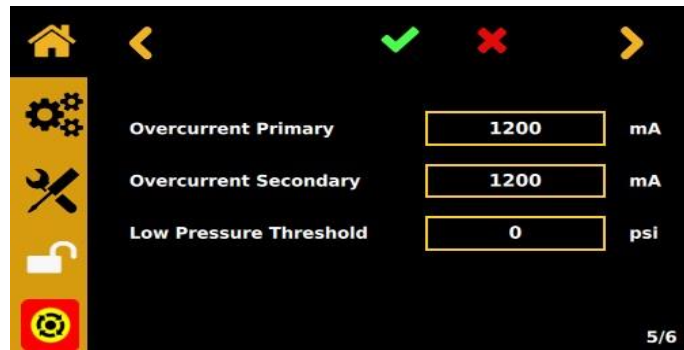 Overcurrent Primary 1200 mA
Overcurrent Secondary 1200 mA
Low Pressure Threshold 0 psi
5/6